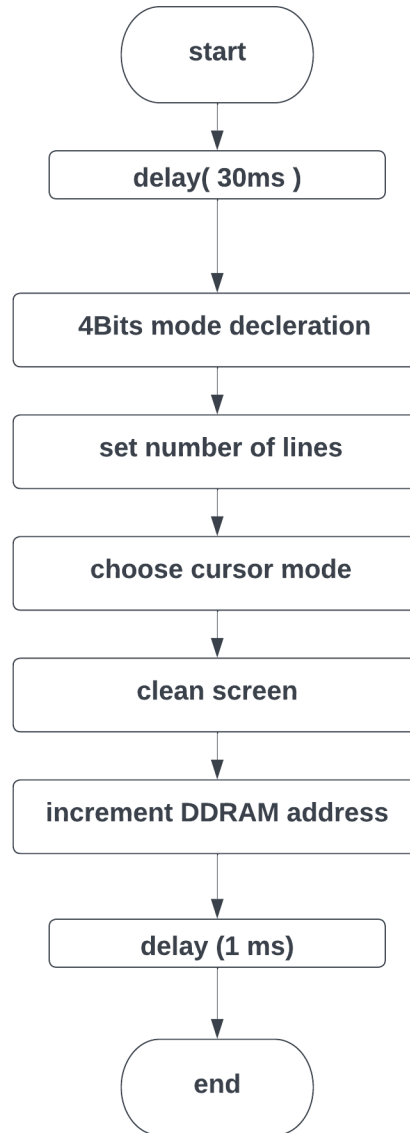 start
delay( 30ms )
4Bits mode decleration
set number of lines
choose cursor mode
clean screen
increment DDRAM address
delay (1 ms)
end